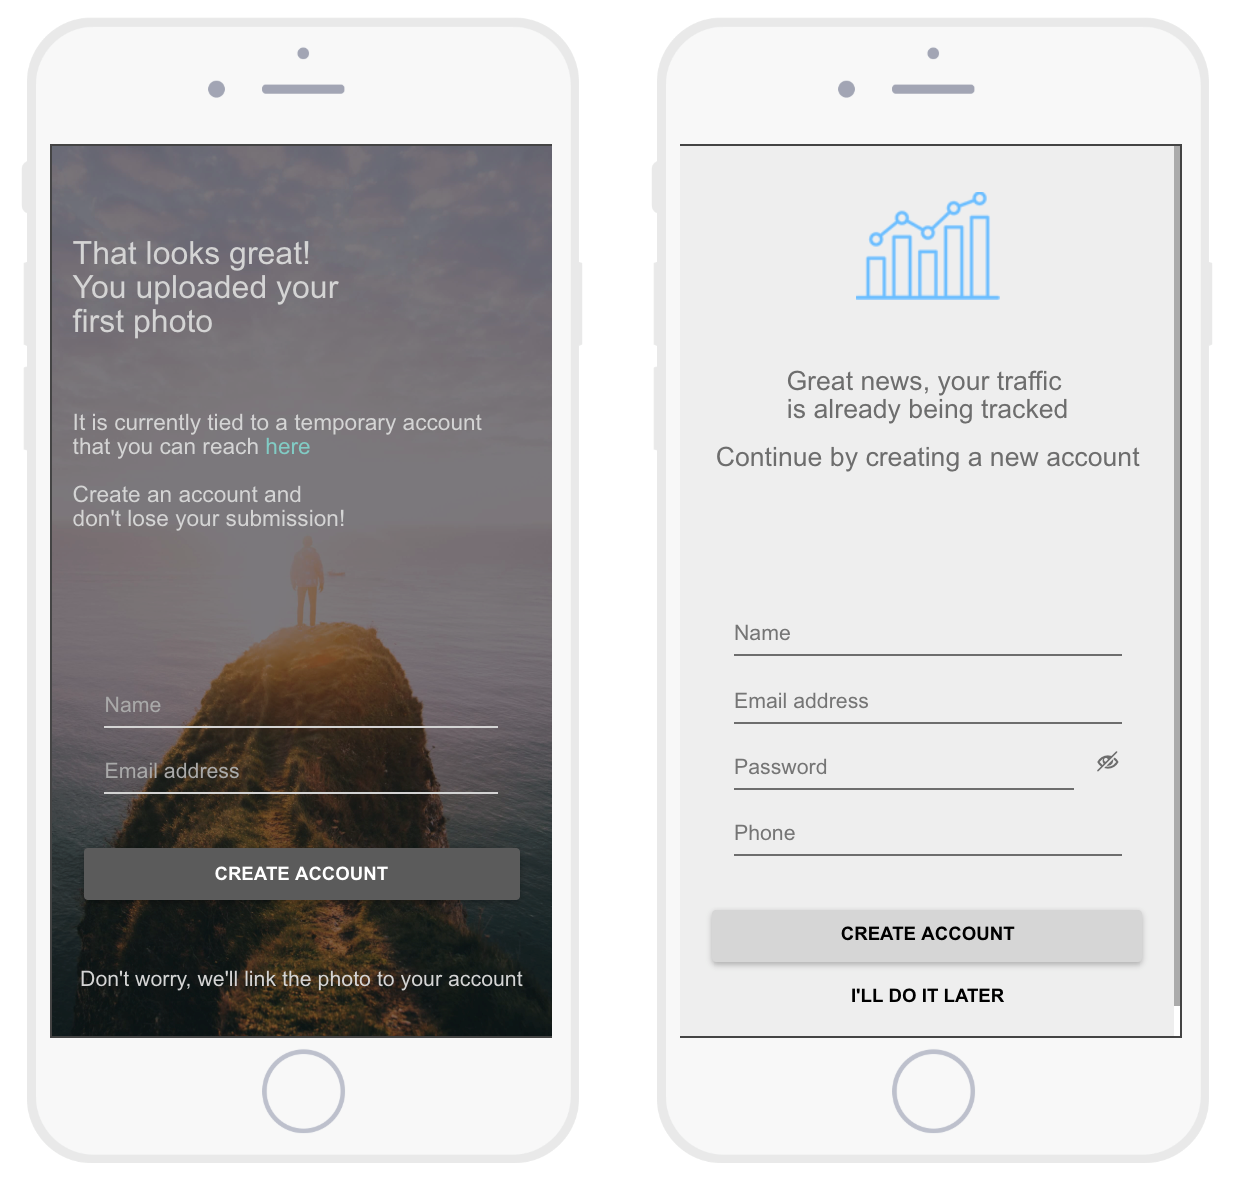 That looks great!
You uploaded your
first photo
It is currently tied to a temporary account
that you can reach here
Create an account and
don't lose your submission!
Name
Email address
CREATE ACCOUNT
Don't worry, we'll link the photo to your account
Great news, your traffic
is already being tracked
Continue by creating a new account
Name
Email address
Password
Phone
CREATE ACCOUNT
I'LL DO IT LATER